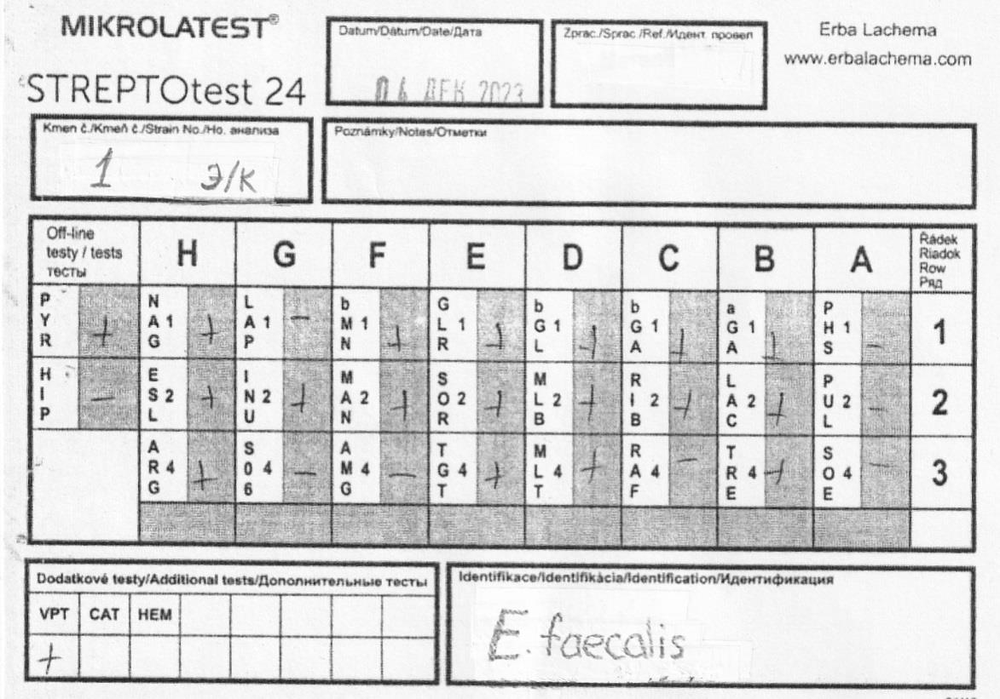 MIKROLATEST®
STREPTOtest 24
Datum/Dátum/Date/Дата
04 ДЕК 2023
Zprac./Sprac./Ref./Идент. провел
Erba Lachema
www.erbalachema.com
Kmen č./Kmeň č./Strain No./Но. анализа
1 Э/К
Poznámky/Notes/Отметки
Off-line
testy / tests
тесты
H G F E D C B A
Řádek
Riadok
Row
Ряд
PYR + NAG 1 + LAP 1 − bMN 1 + GLR 1 + bGL 1 + bGA 1 + aGA 1 + PHS 1 − 1
HIP − ESL 2 + INU 2 + MAN 2 + SOR 2 + MLB 2 + RIB 2 + LAC 2 + PUL 2 − 2
ARG 4 + S06 4 − AMG 4 − TGT 4 + MLT 4 + RAF 4 − TRE 4 + SOE 4 − 3
Dodatkové testy/Additional tests/Дополнительные тесты
VPT CAT HEM
+
Identifikace/Identifikácia/Identification/Идентификация
E. faecalis